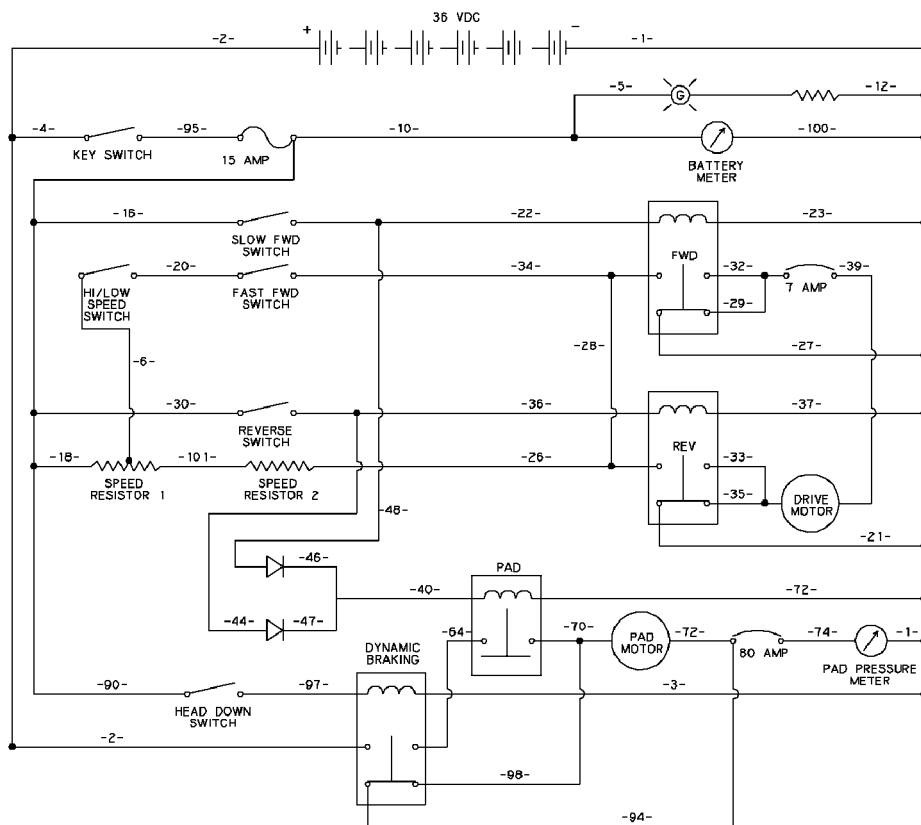 36 VDC
-2- + - -1-
-5- G -12-
-4- -95- -10- -100-
KEY SWITCH 15 AMP BATTERY
METER
-16- -22- -23-
SLOW FWD
SWITCH
FWD
-20- -34- -32- -39-
HI/LOW
SPEED
SWITCH
FAST FWD
SWITCH
7 AMP
-29-
-6- -28- -27-
-30- -36- -37-
REVERSE
SWITCH
REV
-18- -101- -26- -33-
SPEED
RESISTOR 1
SPEED
RESISTOR 2
-35- DRIVE
MOTOR
-48- -21-
-46- PAD
-40- -72-
-44- -47- -64- -70- PAD
MOTOR
-72- -74- -1-
80 AMP PAD PRESSURE
METER
DYNAMIC
BRAKING
-90- -97- -3-
HEAD DOWN
SWITCH
-2-
-98-
-94-